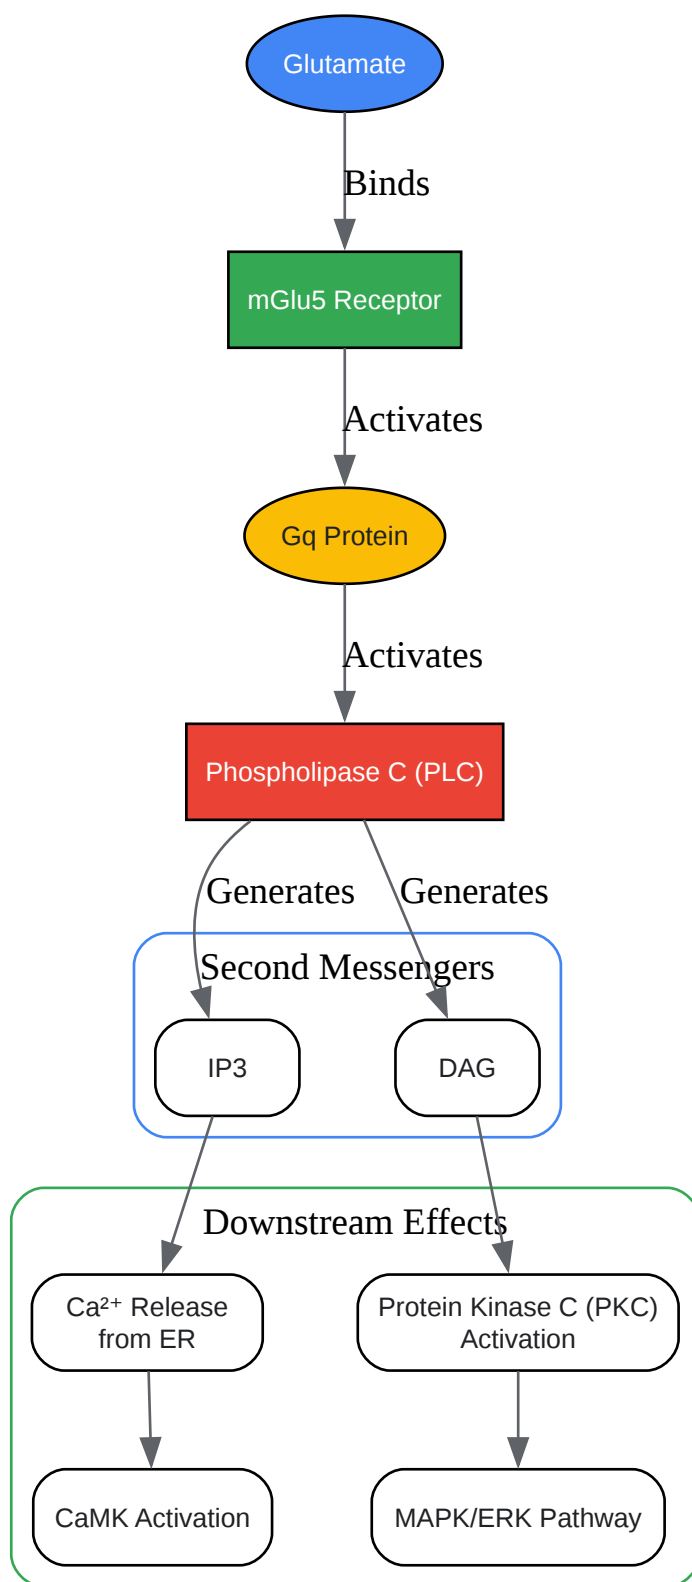 Glutamate
Binds
mGlu5 Receptor
Activates
Gq Protein
Activates
Phospholipase C (PLC)
Generates
Generates
Second Messengers
IP3
DAG
Downstream Effects
Ca²⁺ Release
from ER
Protein Kinase C (PKC)
Activation
CaMK Activation
MAPK/ERK Pathway